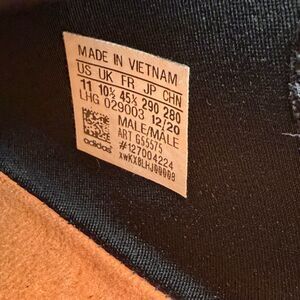 MADE IN VIETNAM
US UK FR JP CHN
11 10½ 45⅓ 290 280
LHG 029003 12/20
MALE/MALE
ART G55575
#127004224
adidas